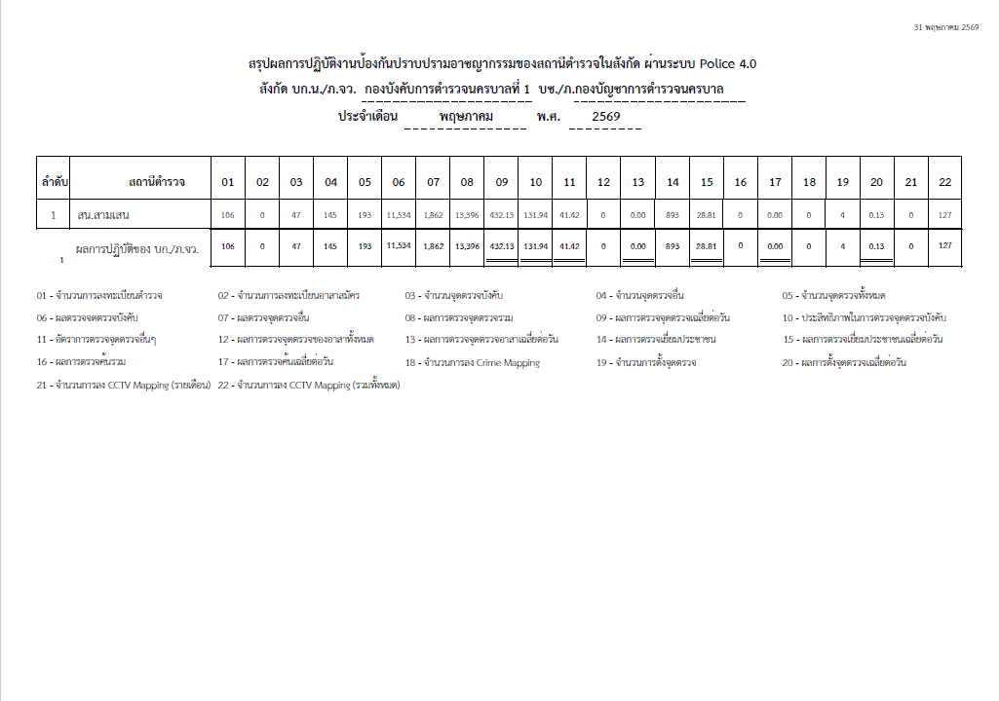 31 พฤษภาคม 2569
สรุปผลการปฏิบัติงานป้องกันปราบปรามอาชญากรรมของสถานีตำรวจในสังกัด ผ่านระบบ Police 4.0
สังกัด บก.น./ภ.จว. กองบังคับการตำรวจนครบาลที่ 1 บช./ภ.กองบัญชาการตำรวจนครบาล
ประจำเดือน พฤษภาคม พ.ศ. 2569
ลำดับ สถานีตำรวจ 01 02 03 04 05 06 07 08 09 10 11 12 13 14 15 16 17 18 19 20 21 22
1 สน.สามเสน 106 0 47 145 193 11,534 1,862 13,396 432.13 131.94 41.42 0 0.00 893 28.81 0 0.00 0 4 0.13 0 127
1 ผลการปฏิบัติของ บก./ภ.จว. 106 0 47 145 193 11,534 1,862 13,396 432.13 131.94 41.42 0 0.00 893 28.81 0 0.00 0 4 0.13 0 127
01 - จำนวนการลงทะเบียนตำรวจ 02 - จำนวนการลงทะเบียนอาสาสมัคร 03 - จำนวนจุดตรวจบังคับ 04 - จำนวนจุดตรวจอื่น 05 - จำนวนจุดตรวจทั้งหมด
06 - ผลตรวจจุดตรวจบังคับ 07 - ผลตรวจจุดตรวจอื่น 08 - ผลการตรวจจุดตรวจรวม 09 - ผลการตรวจจุดตรวจเฉลี่ยต่อวัน 10 - ประสิทธิภาพในการตรวจจุดตรวจบังคับ
11 - อัตราการตรวจจุดตรวจอื่นๆ 12 - ผลการตรวจจุดตรวจของอาสาทั้งหมด 13 - ผลการตรวจจุดตรวจอาสาเฉลี่ยต่อวัน 14 - ผลการตรวจเยี่ยมประชาชน 15 - ผลการตรวจเยี่ยมประชาชนเฉลี่ยต่อวัน
16 - ผลการตรวจค้นรวม 17 - ผลการตรวจค้นเฉลี่ยต่อวัน 18 - จำนวนการลง Crime Mapping 19 - จำนวนการตั้งจุดตรวจ 20 - ผลการตั้งจุดตรวจเฉลี่ยต่อวัน
21 - จำนวนการลง CCTV Mapping (รายเดือน) 22 - จำนวนการลง CCTV Mapping (รวมทั้งหมด)